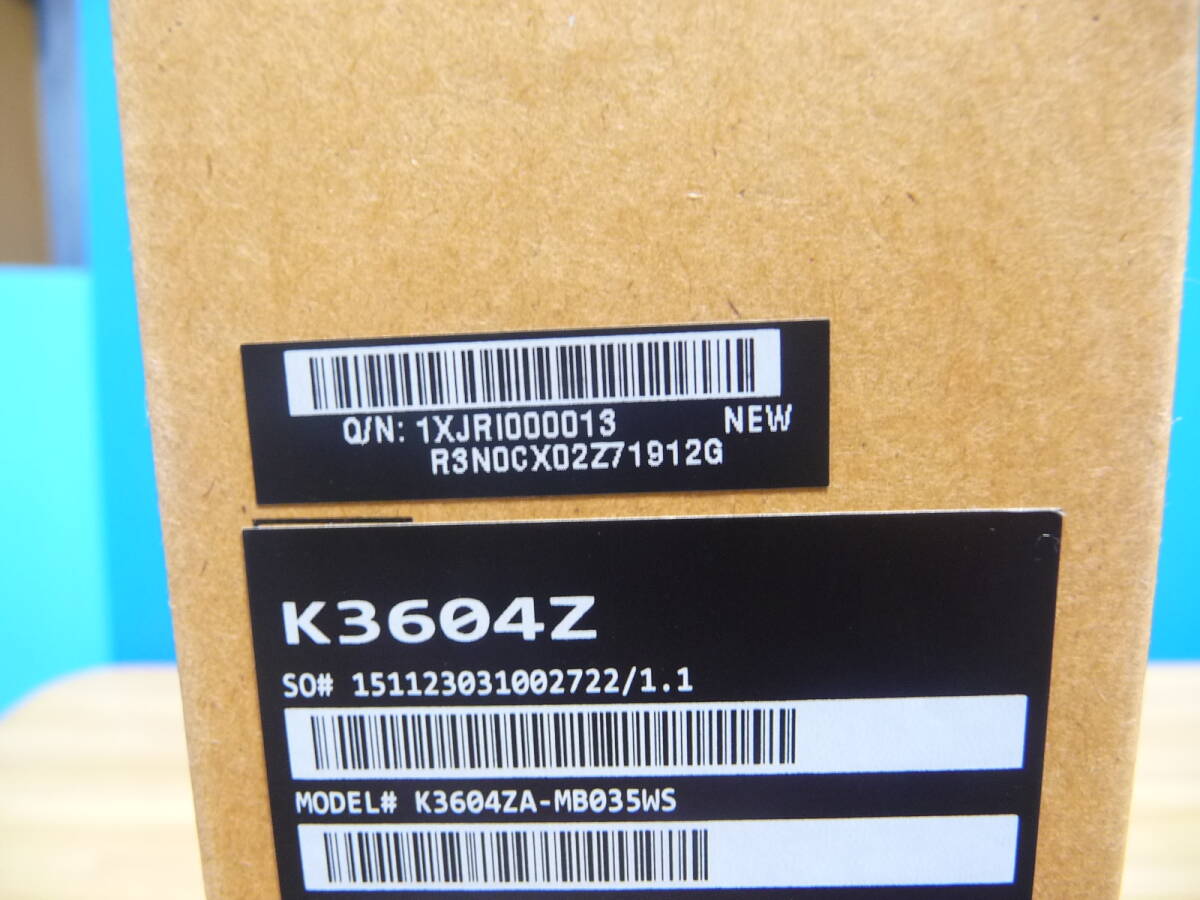 Q/N: 1XJRI000013 NEW
R3N0CX02Z71912G
K3604Z
SO# 151123031002722/1.1
MODEL# K3604ZA-MB035WS